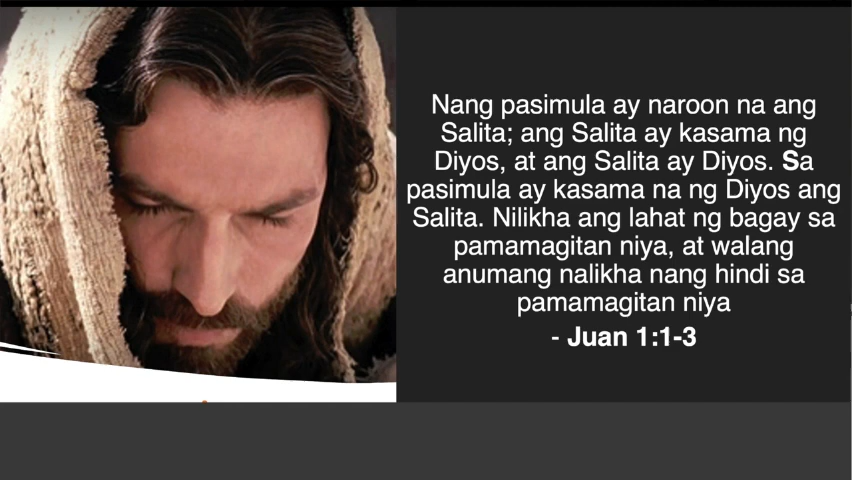 Nang pasimula ay naroon na ang
Salita; ang Salita ay kasama ng
Diyos, at ang Salita ay Diyos. Sa
pasimula ay kasama na ng Diyos ang
Salita. Nilikha ang lahat ng bagay sa
pamamagitan niya, at walang
anumang nalikha nang hindi sa
pamamagitan niya
- Juan 1:1-3